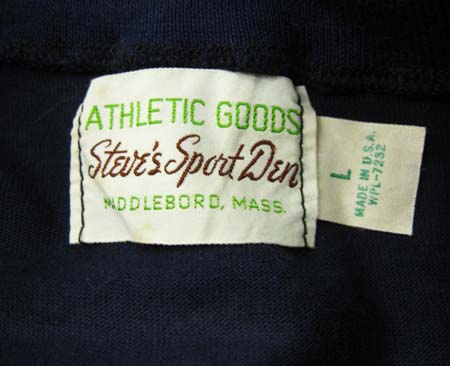 ATHLETIC GOODS
Steve's Sport Den
MIDDLEBORO, MASS.
L
MADE IN U.S.A.
WPL-7232